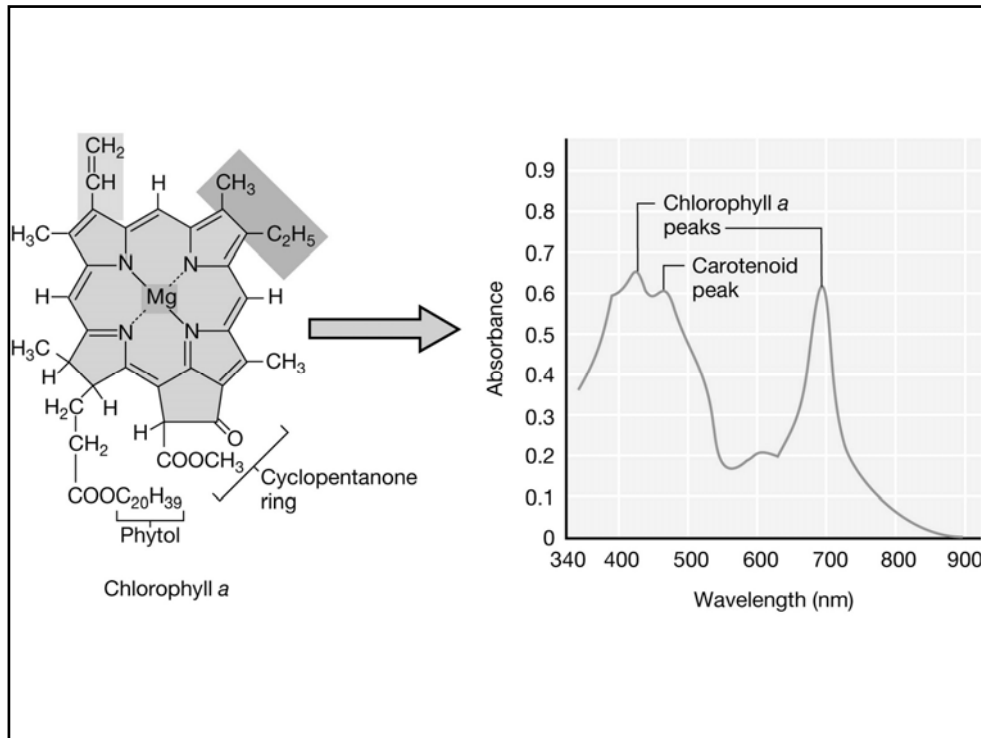 CH₂
CH
H
CH₃
H₃C
C₂H₅
N
N
H
Mg
H
N
N
H₃C
CH₃
H
H
H₂C
CH₂
H
O
COOCH₃
Cyclopentanone
ring
COOC₂₀H₃₉
Phytol
Chlorophyll a
Absorbance
0.9
0.8
0.7
0.6
0.5
0.4
0.3
0.2
0.1
0
Chlorophyll a
peaks
Carotenoid
peak
340 400 500 600 700 800 900
Wavelength (nm)